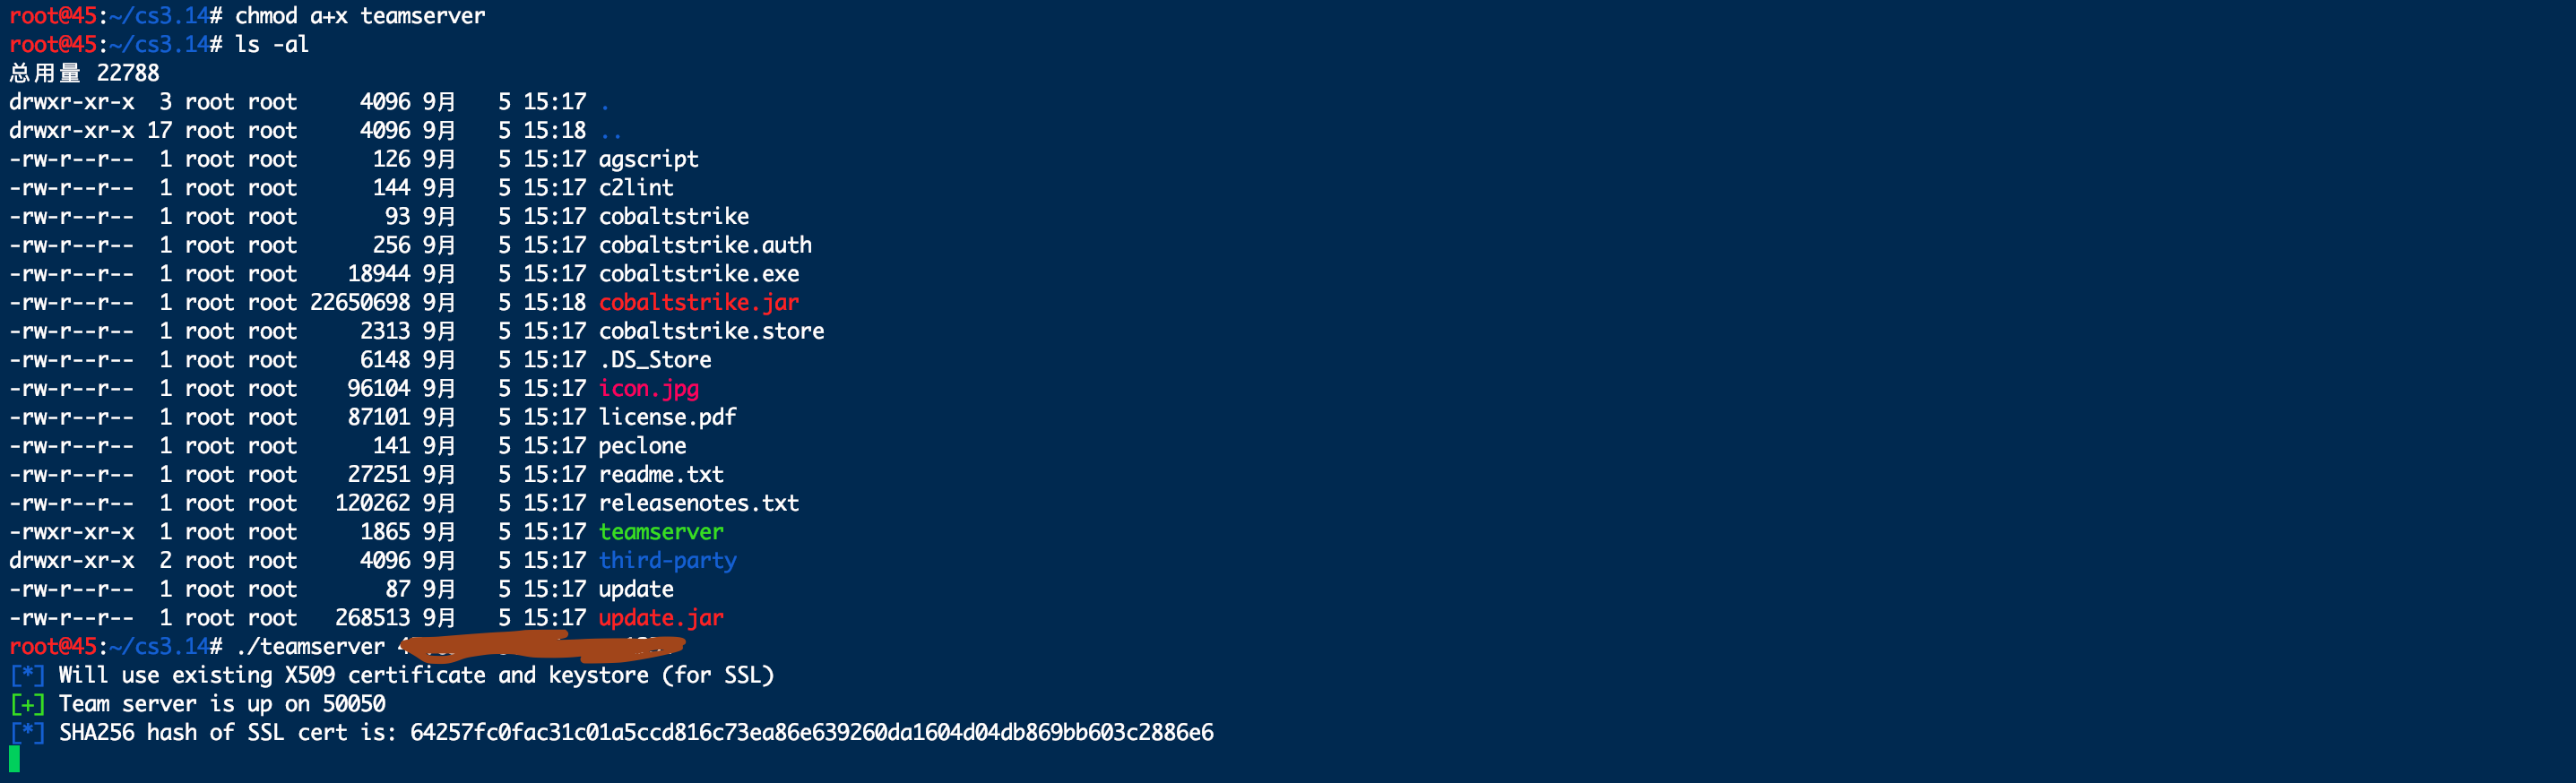 root@45:~/cs3.14# chmod a+x teamserver
root@45:~/cs3.14# ls -al
总用量 22788
drwxr-xr-x 3 root root 4096 9月 5 15:17 .
drwxr-xr-x 17 root root 4096 9月 5 15:18 ..
-rw-r--r-- 1 root root 126 9月 5 15:17 agscript
-rw-r--r-- 1 root root 144 9月 5 15:17 c2lint
-rw-r--r-- 1 root root 93 9月 5 15:17 cobaltstrike
-rw-r--r-- 1 root root 256 9月 5 15:17 cobaltstrike.auth
-rw-r--r-- 1 root root 18944 9月 5 15:17 cobaltstrike.exe
-rw-r--r-- 1 root root 22650698 9月 5 15:18 cobaltstrike.jar
-rw-r--r-- 1 root root 2313 9月 5 15:17 cobaltstrike.store
-rw-r--r-- 1 root root 6148 9月 5 15:17 .DS_Store
-rw-r--r-- 1 root root 96104 9月 5 15:17 icon.jpg
-rw-r--r-- 1 root root 87101 9月 5 15:17 license.pdf
-rw-r--r-- 1 root root 141 9月 5 15:17 peclone
-rw-r--r-- 1 root root 27251 9月 5 15:17 readme.txt
-rw-r--r-- 1 root root 120262 9月 5 15:17 releasenotes.txt
-rwxr-xr-x 1 root root 1865 9月 5 15:17 teamserver
drwxr-xr-x 2 root root 4096 9月 5 15:17 third-party
-rw-r--r-- 1 root root 87 9月 5 15:17 update
-rw-r--r-- 1 root root 268513 9月 5 15:17 update.jar
root@45:~/cs3.14# ./teamserver
[*] Will use existing X509 certificate and keystore (for SSL)
[+] Team server is up on 50050
[*] SHA256 hash of SSL cert is: 64257fc0fac31c01a5ccd816c73ea86e639260da1604d04db869bb603c2886e6